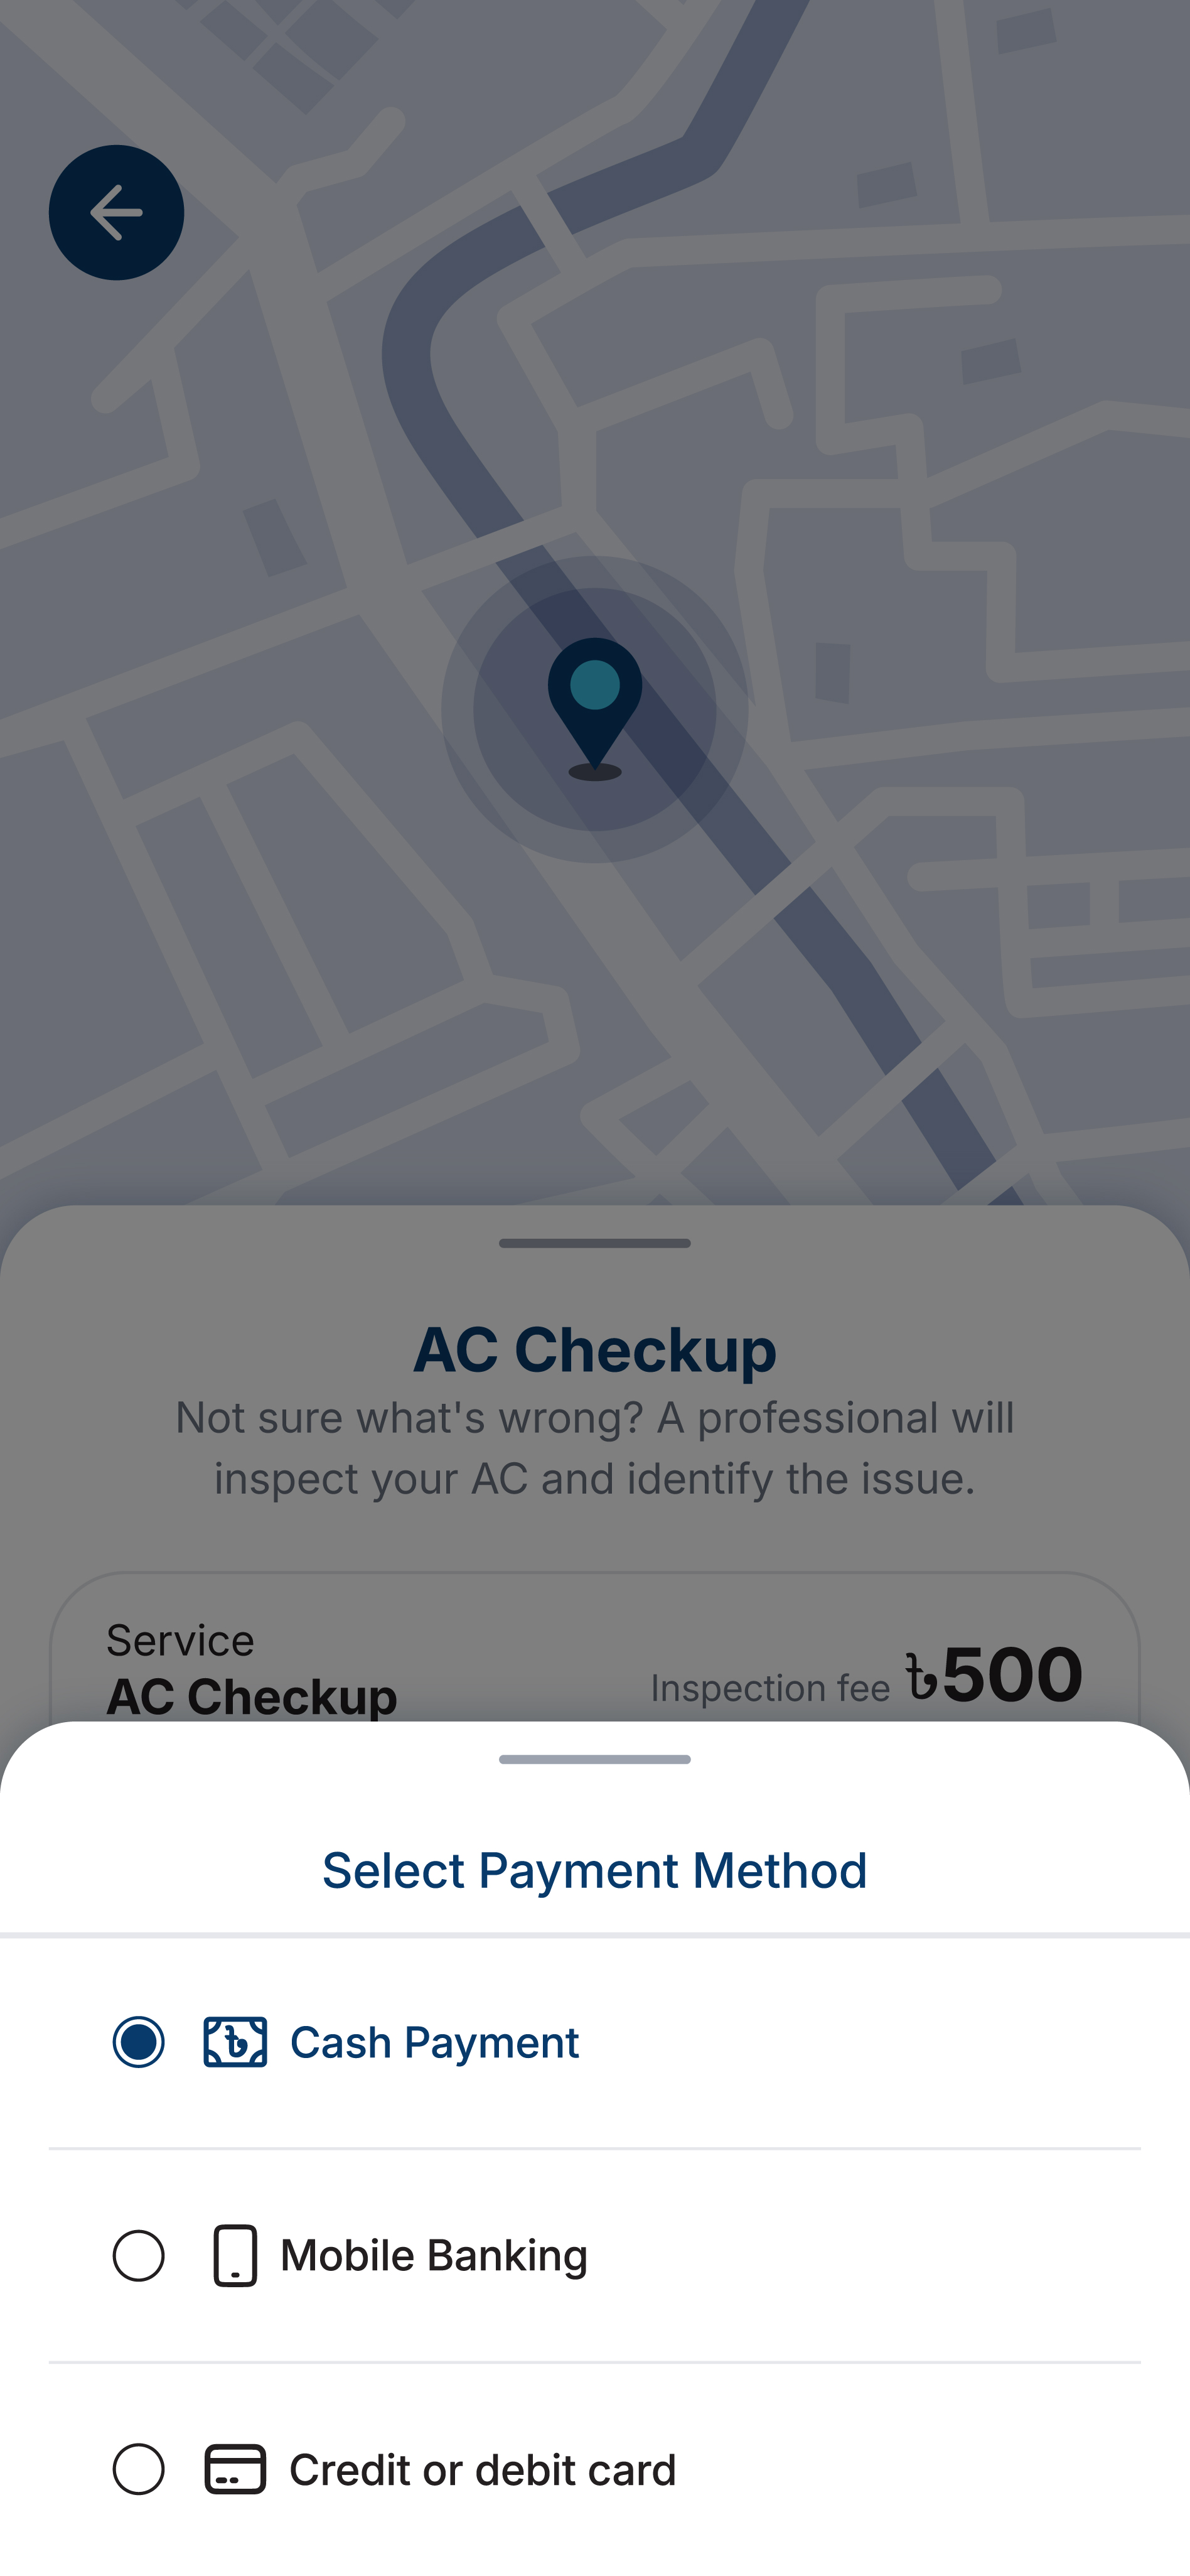 AC Checkup
Not sure what's wrong? A professional will
inspect your AC and identify the issue.
Service
AC Checkup
Inspection fee ৳500
Select Payment Method
৳ Cash Payment
Mobile Banking
Credit or debit card